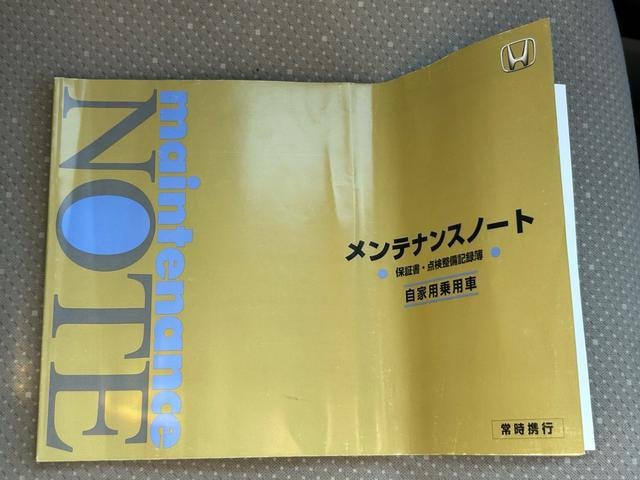 maintenance
NOTE
メンテナンスノート
保証書・点検整備記録簿
自家用乗用車
常時携行